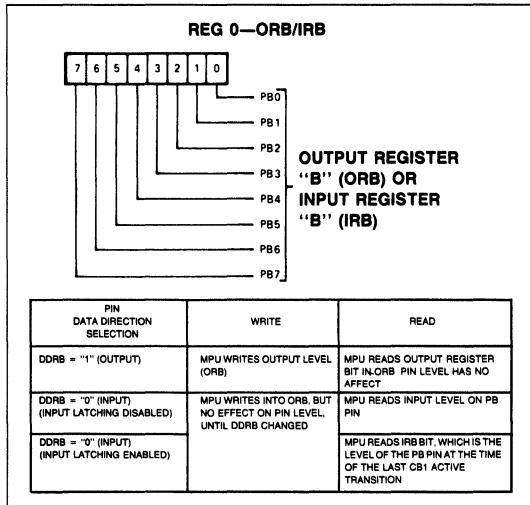 REG 0—ORB/IRB
7 6 5 4 3 2 1 0
PB0
PB1
PB2
PB3
PB4
PB5
PB6
PB7
OUTPUT REGISTER
“B” (ORB) OR
INPUT REGISTER
“B” (IRB)
PIN
DATA DIRECTION
SELECTION
WRITE
READ
DDRB = "1" (OUTPUT)
MPU WRITES OUTPUT LEVEL
(ORB)
MPU READS OUTPUT REGISTER
BIT IN ORB PIN LEVEL HAS NO
AFFECT
DDRB = "0" (INPUT)
(INPUT LATCHING DISABLED)
MPU WRITES INTO ORB, BUT
NO EFFECT ON PIN LEVEL,
UNTIL DDRB CHANGED
MPU READS INPUT LEVEL ON PB
PIN
DDRB = "0" (INPUT)
(INPUT LATCHING ENABLED)
MPU READS IRB BIT, WHICH IS THE
LEVEL OF THE PB PIN AT THE TIME
OF THE LAST CB1 ACTIVE
TRANSITION